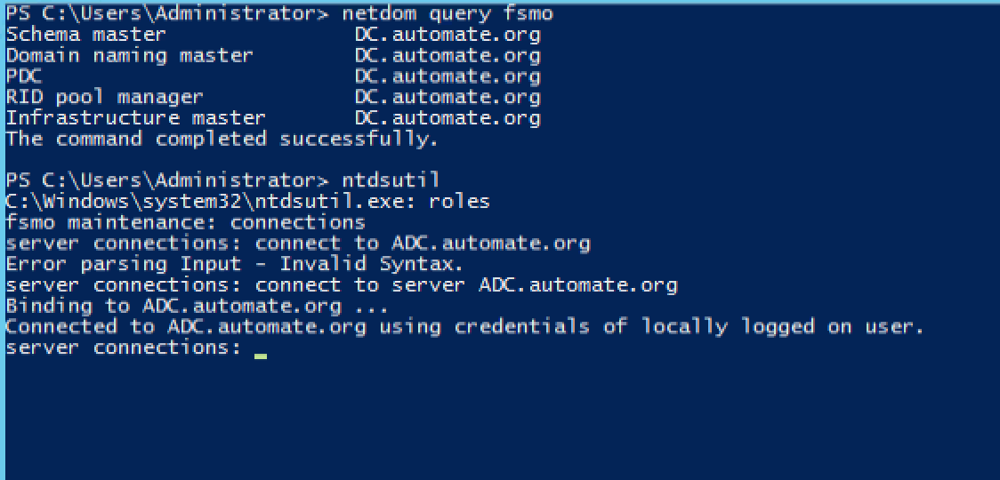 PS C:\Users\Administrator> netdom query fsmo
Schema master               DC.automate.org
Domain naming master        DC.automate.org
PDC                         DC.automate.org
RID pool manager            DC.automate.org
Infrastructure master       DC.automate.org
The command completed successfully.
PS C:\Users\Administrator> ntdsutil
C:\Windows\system32\ntdsutil.exe: roles
fsmo maintenance: connections
server connections: connect to ADC.automate.org
Error parsing Input - Invalid Syntax.
server connections: connect to server ADC.automate.org
Binding to ADC.automate.org ...
Connected to ADC.automate.org using credentials of locally logged on user.
server connections: